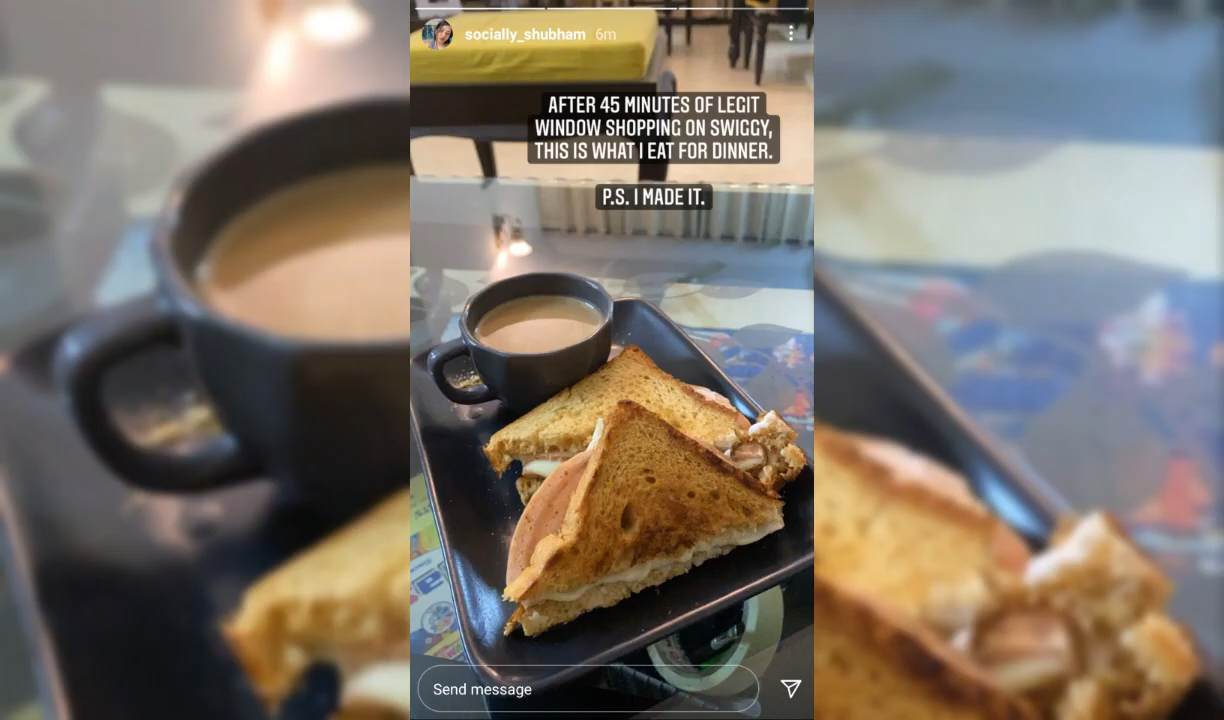 socially_shubham 6m
AFTER 45 MINUTES OF LEGIT
WINDOW SHOPPING ON SWIGGY,
THIS IS WHAT I EAT FOR DINNER.
P.S. I MADE IT.
Send message